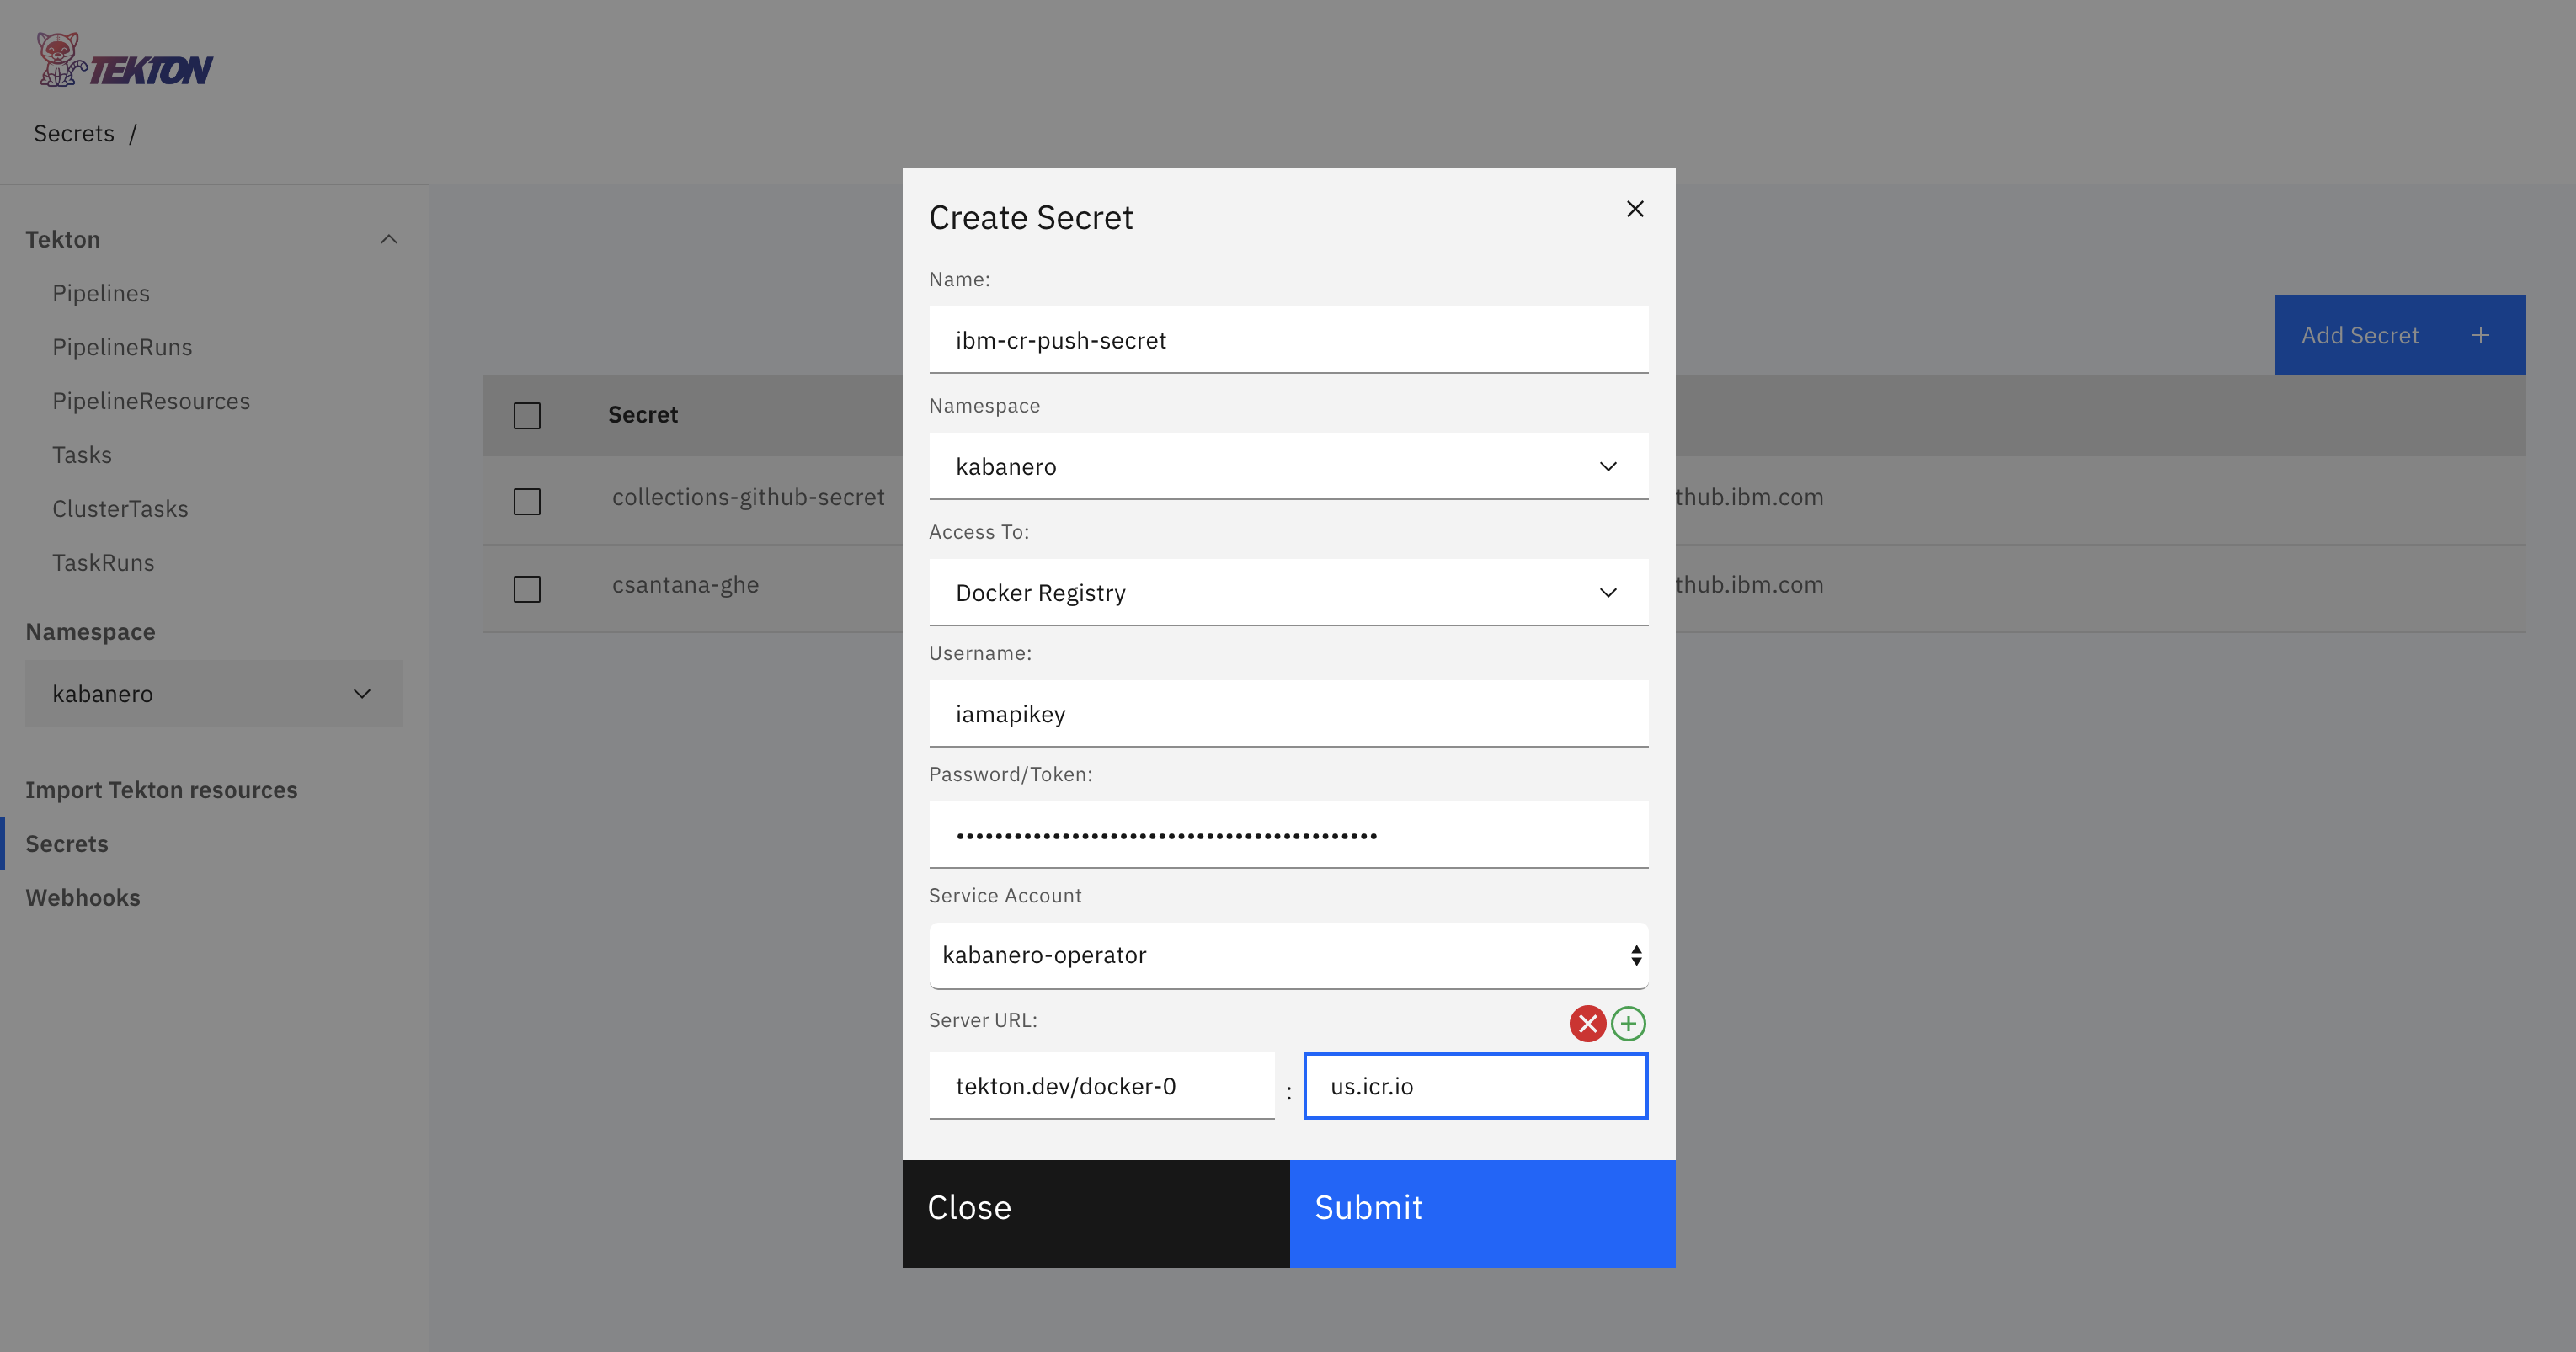 TEKTON
Secrets /
Tekton
Pipelines
PipelineRuns
PipelineResources
Tasks
ClusterTasks
TaskRuns
Namespace
kabanero
Import Tekton resources
Secrets
Webhooks
Add Secret +
Secret
collections-github-secret
thub.ibm.com
csantana-ghe
thub.ibm.com
Create Secret
Name:
ibm-cr-push-secret
Namespace
kabanero
Access To:
Docker Registry
Username:
iamapikey
Password/Token:
••••••••••••••••••••••••••••••••••••••••••••
Service Account
kabanero-operator
Server URL:
tekton.dev/docker-0 : us.icr.io
Close
Submit